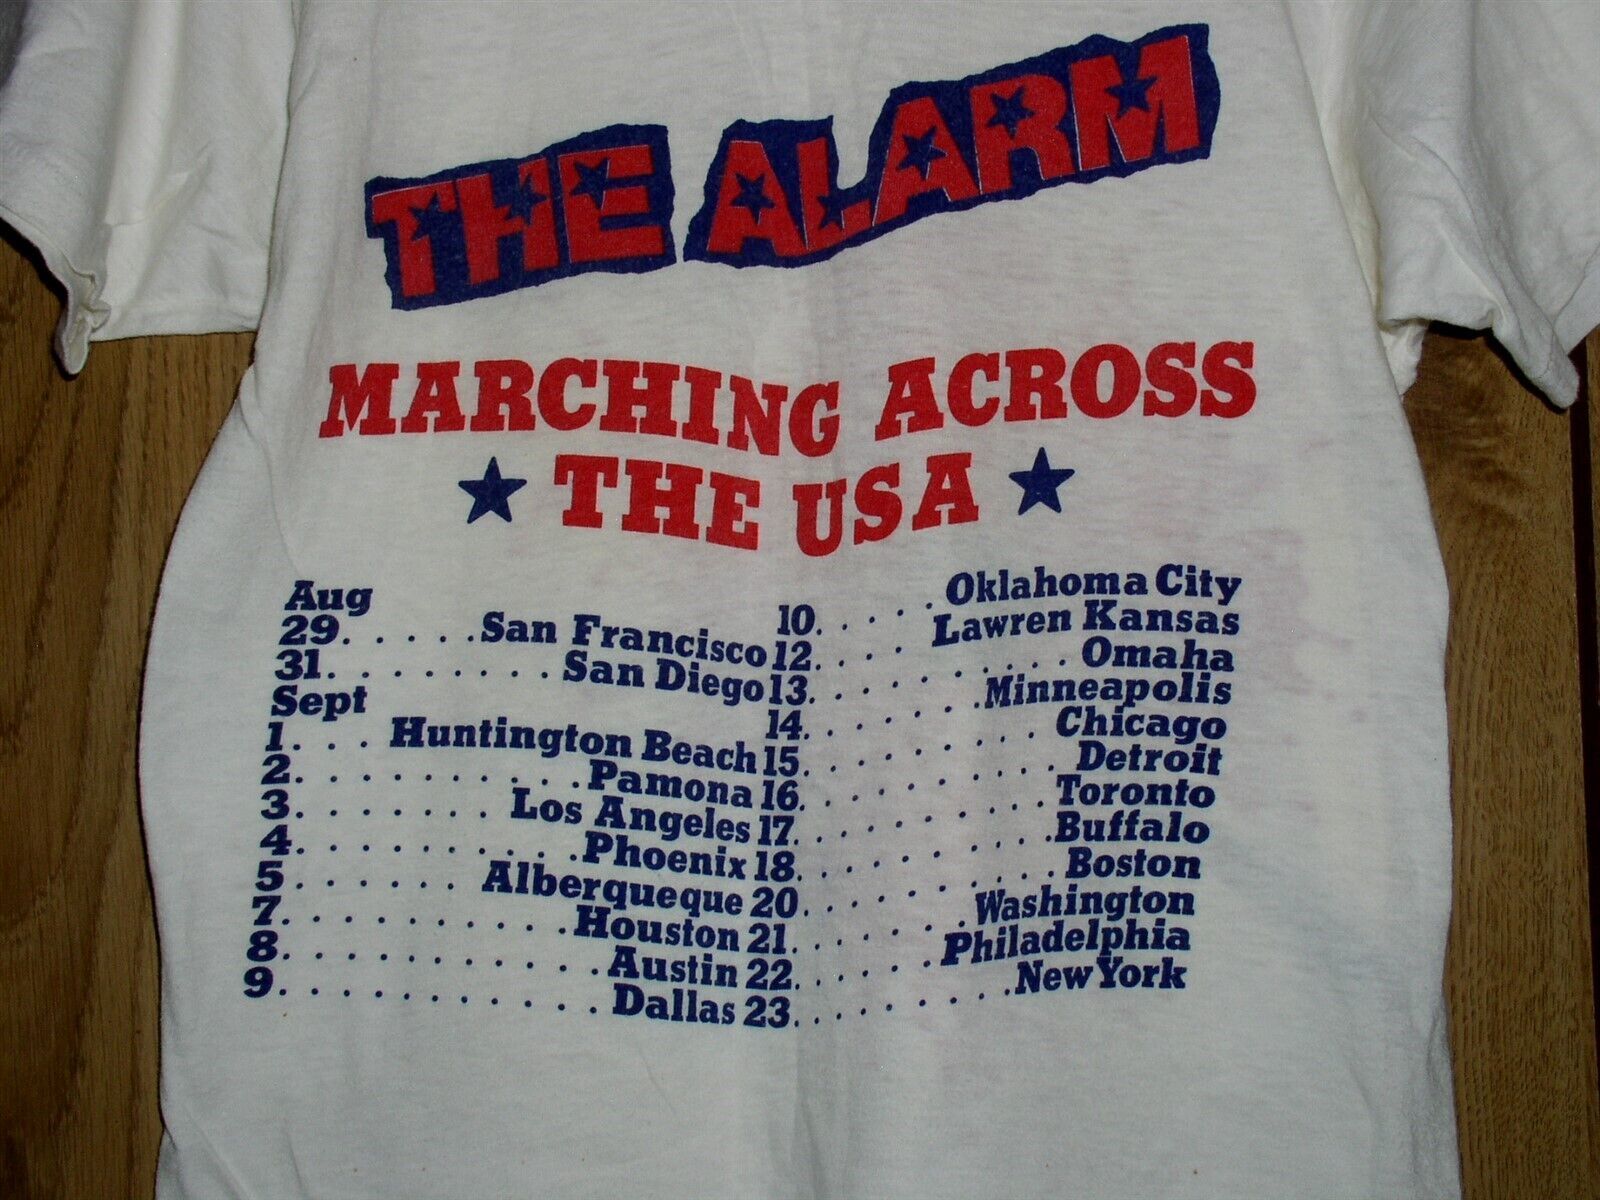 THE ALARM
MARCHING ACROSS
★ THE USA ★
Aug
29. . . . . .San Francisco
31. . . . . . . . San Diego
Sept
1. . . Huntington Beach
2. . . . . . . . . . .Pamona
3. . . . . . . Los Angeles
4. . . . . . . . . . .Phoenix
5. . . . . . Alberqueque
7. . . . . . . . . . .Houston
8. . . . . . . . . . . .Austin
9. . . . . . . . . . . Dallas
10. . . . .Oklahoma City
12. . . . Lawren Kansas
13. . . . . . . . . . Omaha
14. . . . . . .Minneapolis
15. . . . . . . . . Chicago
16. . . . . . . . . . Detroit
17. . . . . . . . . Toronto
18. . . . . . . . . .Buffalo
20. . . . . . . . . . Boston
21. . . . . . .Washington
22. . . . . .Philadelphia
23. . . . . . . . .New York